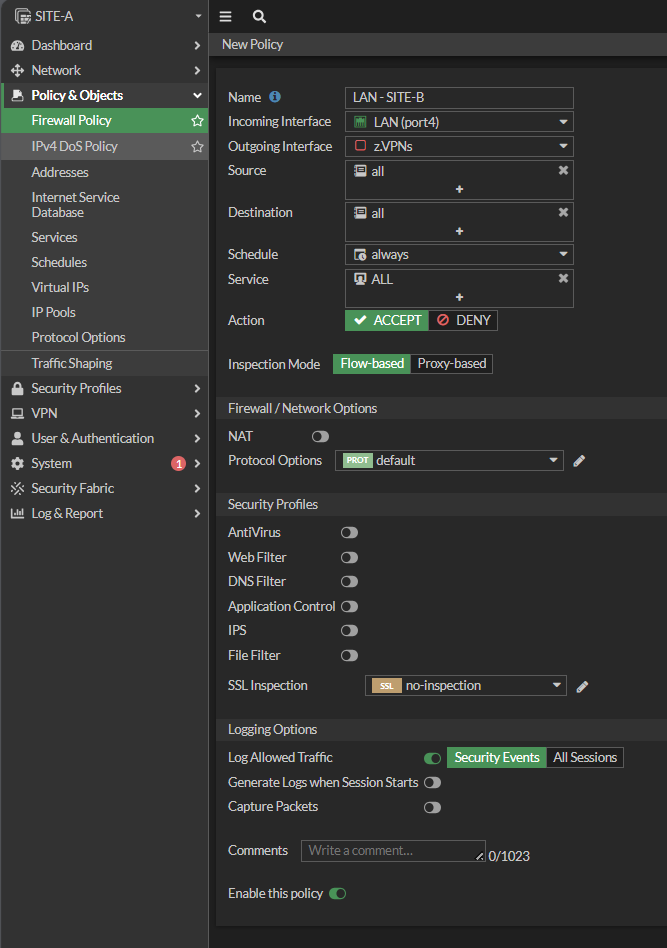 SITE-A
Dashboard
Network
Policy & Objects
Firewall Policy
IPv4 DoS Policy
Addresses
Internet Service
Database
Services
Schedules
Virtual IPs
IP Pools
Protocol Options
Traffic Shaping
Security Profiles
VPN
User & Authentication
System 1
Security Fabric
Log & Report
New Policy
Name LAN - SITE-B
Incoming Interface LAN (port4)
Outgoing Interface z.VPNs
Source all
+
Destination all
+
Schedule always
Service ALL
+
Action ACCEPT DENY
Inspection Mode Flow-based Proxy-based
Firewall / Network Options
NAT
Protocol Options PROT default
Security Profiles
AntiVirus
Web Filter
DNS Filter
Application Control
IPS
File Filter
SSL Inspection SSL no-inspection
Logging Options
Log Allowed Traffic Security Events All Sessions
Generate Logs when Session Starts
Capture Packets
Comments Write a comment... 0/1023
Enable this policy